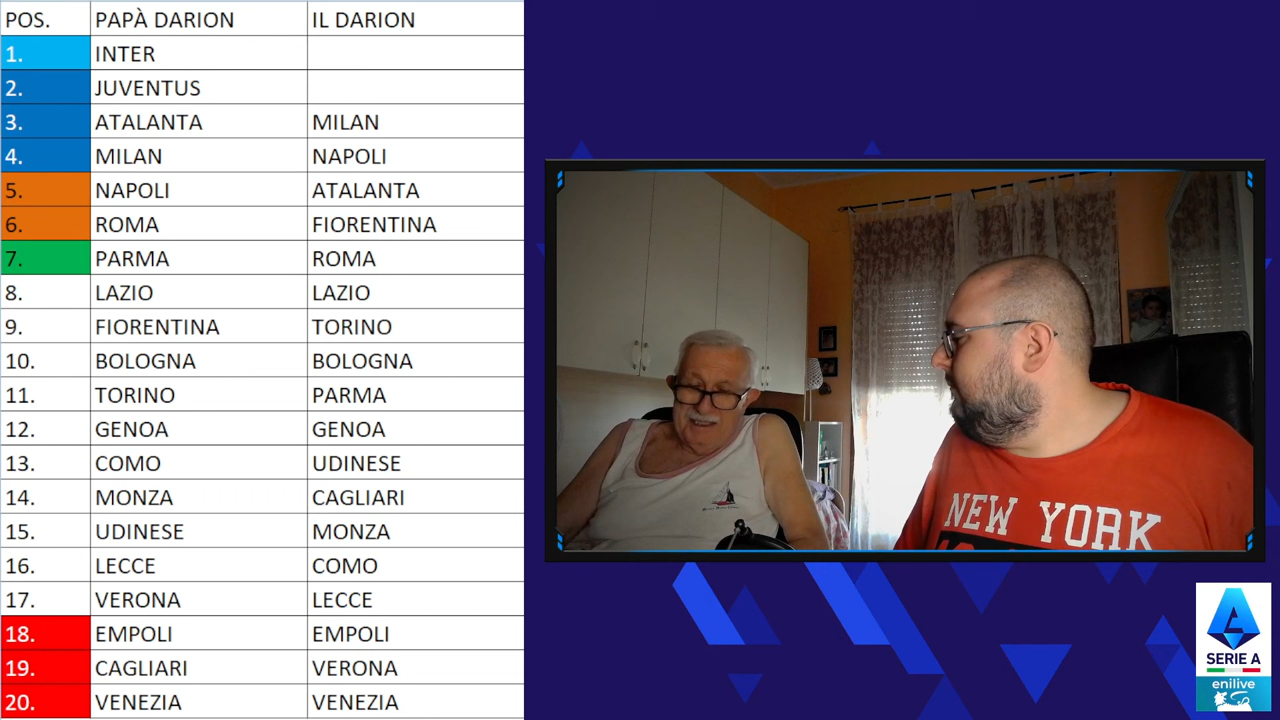 POS. PAPÀ DARION IL DARION
1. INTER
2. JUVENTUS
3. ATALANTA MILAN
4. MILAN NAPOLI
5. NAPOLI ATALANTA
6. ROMA FIORENTINA
7. PARMA ROMA
8. LAZIO LAZIO
9. FIORENTINA TORINO
10. BOLOGNA BOLOGNA
11. TORINO PARMA
12. GENOA GENOA
13. COMO UDINESE
14. MONZA CAGLIARI
15. UDINESE MONZA
16. LECCE COMO
17. VERONA LECCE
18. EMPOLI EMPOLI
19. CAGLIARI VERONA
20. VENEZIA VENEZIA
NEW YORK
SERIE A
enilive